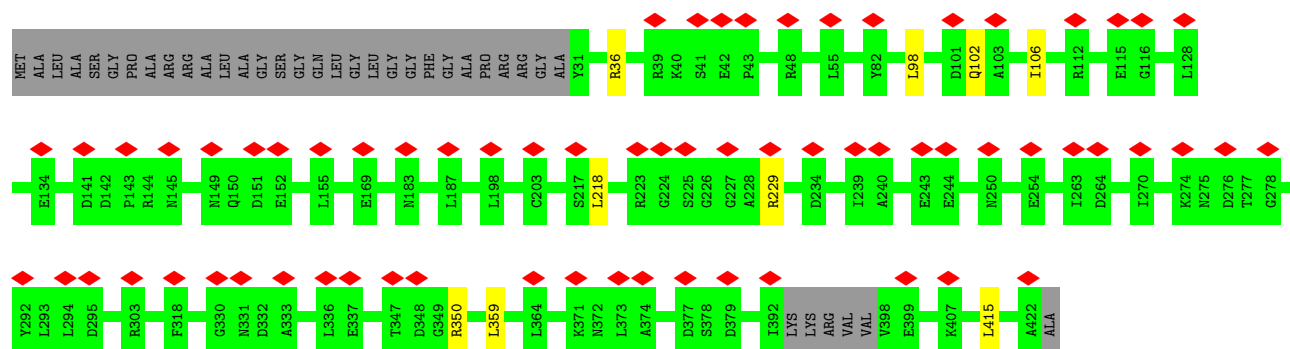 MET ALA LEU ALA SER GLY PRO ALA ARG ARG ALA LEU ALA GLY SER GLY GLN LEU GLY LEU GLY GLY PHE GLY ALA PRO ARG ARG GLY ALA Y31 R36 R39 K40 S41 E42 P43 R48 L55 Y82 L98 D101 Q102 A103 I106 R112 E115 G116 L128
E134 D141 D142 P143 R144 N145 N149 Q150 D151 E152 L155 E169 N183 L187 L198 C203 S217 L218 R223 G224 S225 G226 G227 A228 R229 D234 I239 A240 E243 E244 N250 E254 I263 D264 I270 K274 N275 D276 T277 G278
Y292 L293 L294 D295 R303 F318 G330 N331 D332 A333 L336 E337 T347 D348 G349 R350 L359 L364 K371 N372 L373 A374 D377 S378 D379 I392 LYS LYS ARG VAL VAL V398 E399 K407 L415 A422 ALA